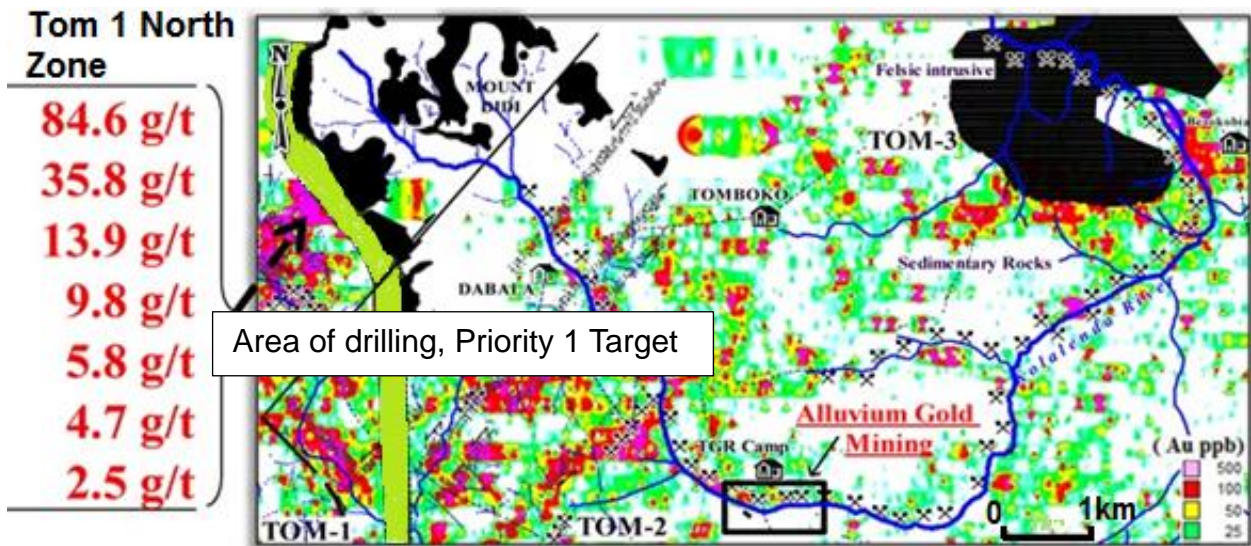 Tom 1 North
Zone
84.6 g/t
35.8 g/t
13.9 g/t
9.8 g/t
5.8 g/t
4.7 g/t
2.5 g/t
N
MOUNT
DIDI
Felsic intrusive
TOM-3
TOMBOKO
Sedimentary Rocks
DABALA
Area of drilling, Priority 1 Target
Alluvium Gold
Mining
TGR Camp
TOM-1
TOM-2
0 1km
( Au ppb)
500
100
50
25